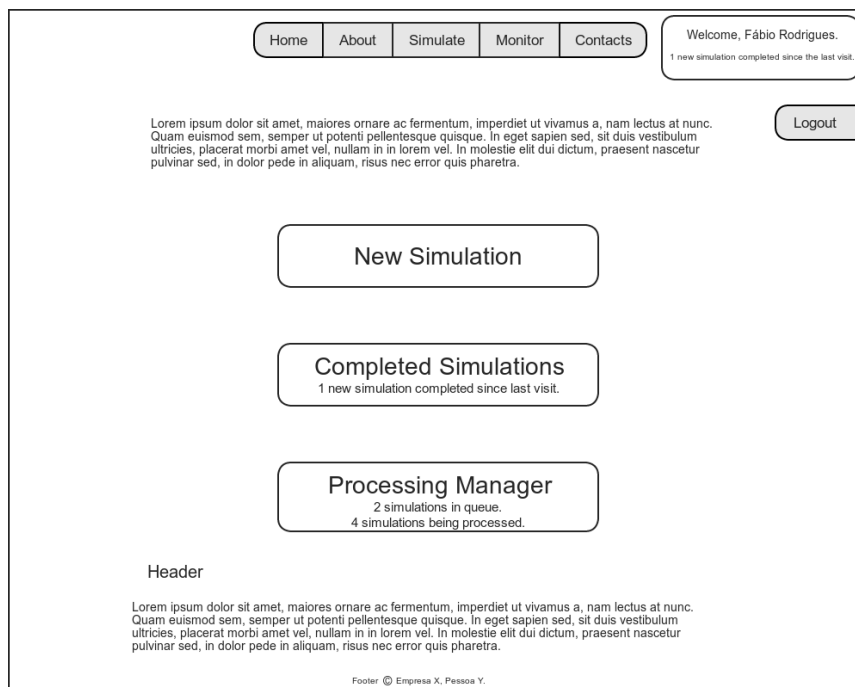 Home About Simulate Monitor Contacts
Welcome, Fábio Rodrigues.
1 new simulation completed since the last visit.
Logout
Lorem ipsum dolor sit amet, maiores ornare ac fermentum, imperdiet ut vivamus a, nam lectus at nunc.
Quam euismod sem, semper ut potenti pellentesque quisque. In eget sapien sed, sit duis vestibulum
ultricies, placerat morbi amet vel, nullam in in lorem vel. In molestie elit dui dictum, praesent nascetur
pulvinar sed, in dolor pede in aliquam, risus nec error quis pharetra.
New Simulation
Completed Simulations
1 new simulation completed since last visit.
Processing Manager
2 simulations in queue.
4 simulations being processed.
Header
Lorem ipsum dolor sit amet, maiores ornare ac fermentum, imperdiet ut vivamus a, nam lectus at nunc.
Quam euismod sem, semper ut potenti pellentesque quisque. In eget sapien sed, sit duis vestibulum
ultricies, placerat morbi amet vel, nullam in in lorem vel. In molestie elit dui dictum, praesent nascetur
pulvinar sed, in dolor pede in aliquam, risus nec error quis pharetra.
Footer © Empresa X, Pessoa Y.